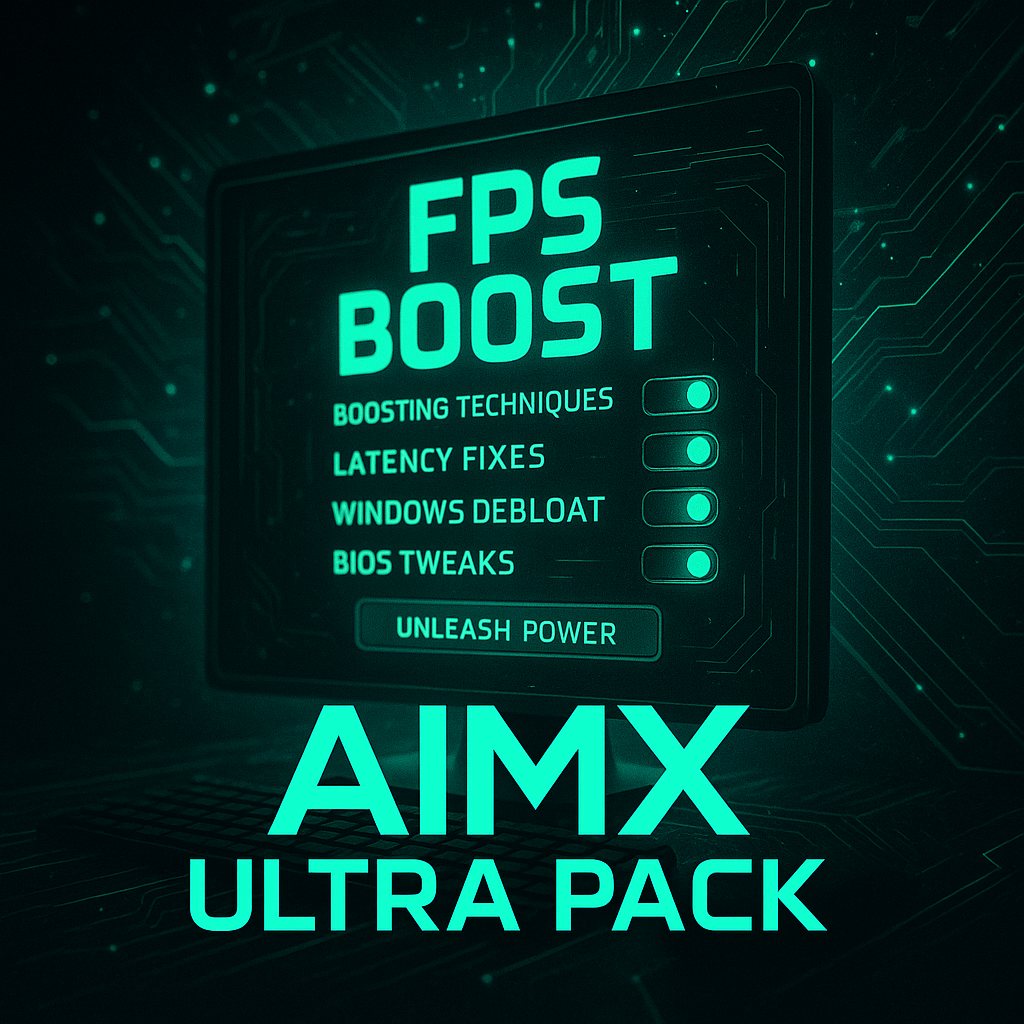 FPS
BOOST
BOOSTING TECHNIQUES
LATENCY FIXES
WINDOWS DEBLOAT
BIOS TWEAKS
UNLEASH POWER
AIMX
ULTRA PACK